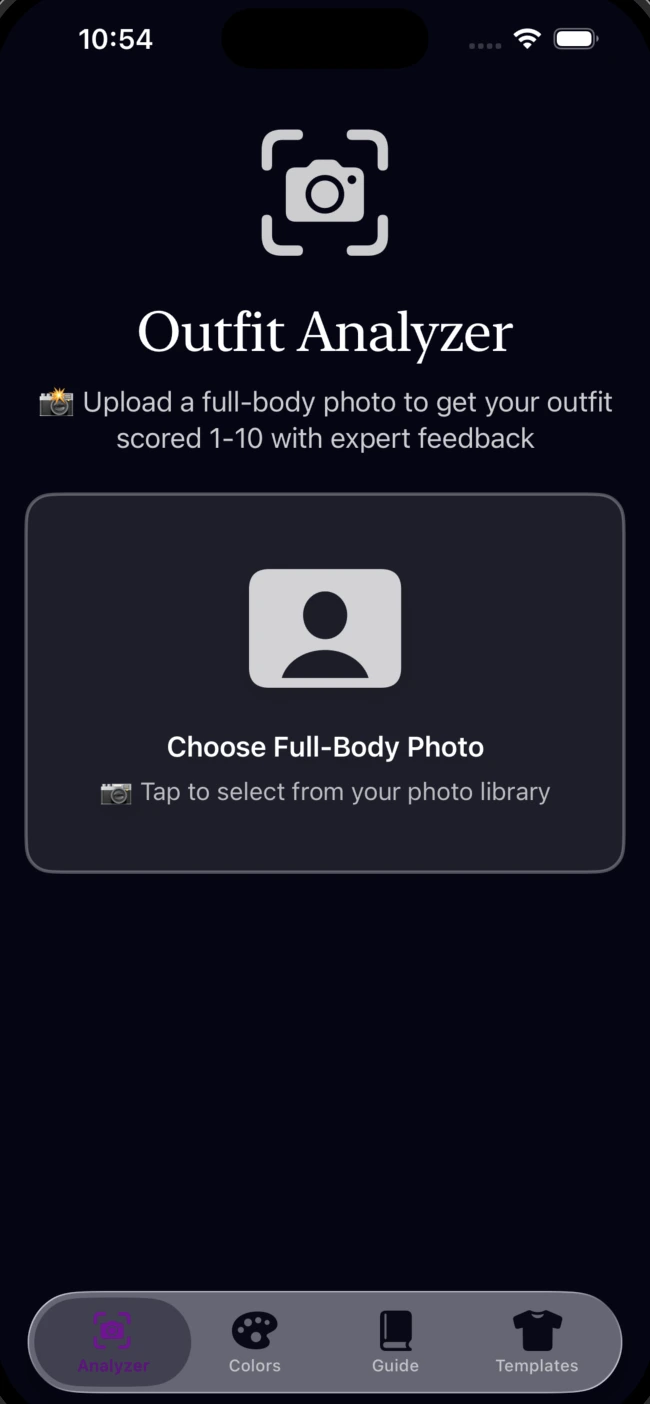 10:54
Outfit Analyzer
📸 Upload a full-body photo to get your outfit
scored 1-10 with expert feedback
Choose Full-Body Photo
📷 Tap to select from your photo library
Analyzer
Colors
Guide
Templates